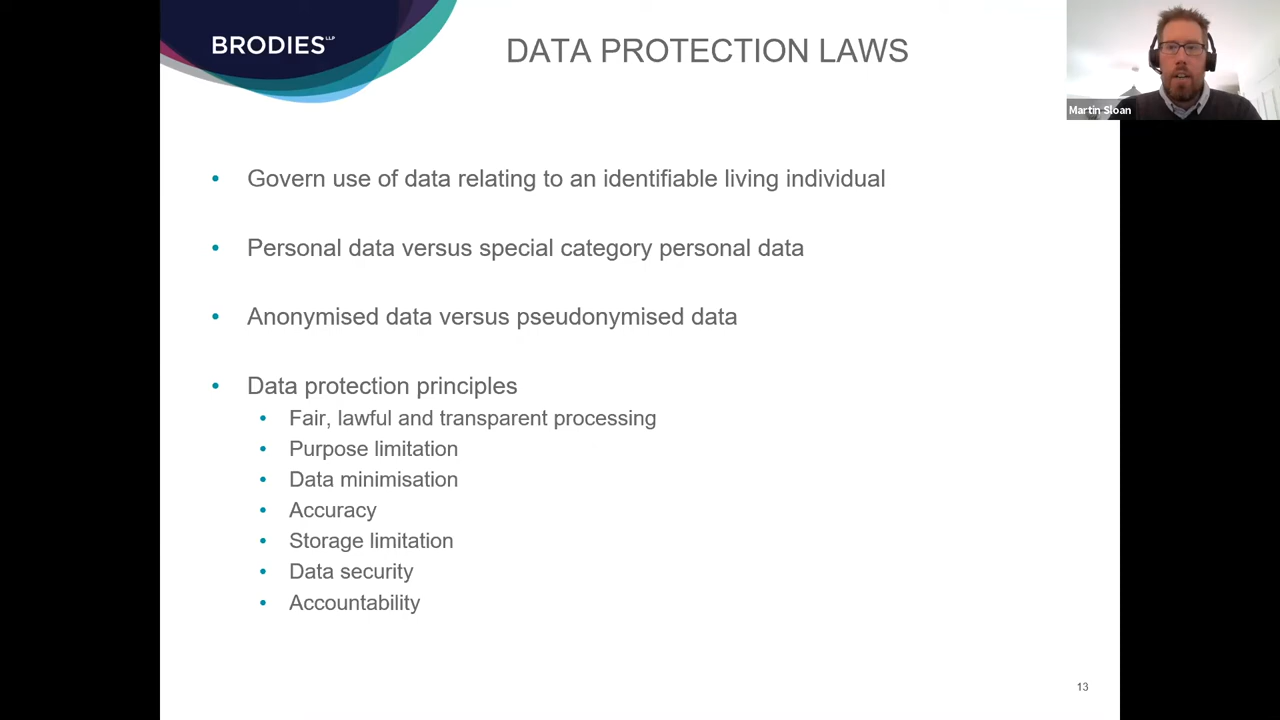 BRODIES LLP
DATA PROTECTION LAWS
Martin Sloan
• Govern use of data relating to an identifiable living individual
• Personal data versus special category personal data
• Anonymised data versus pseudonymised data
• Data protection principles
• Fair, lawful and transparent processing
• Purpose limitation
• Data minimisation
• Accuracy
• Storage limitation
• Data security
• Accountability
13